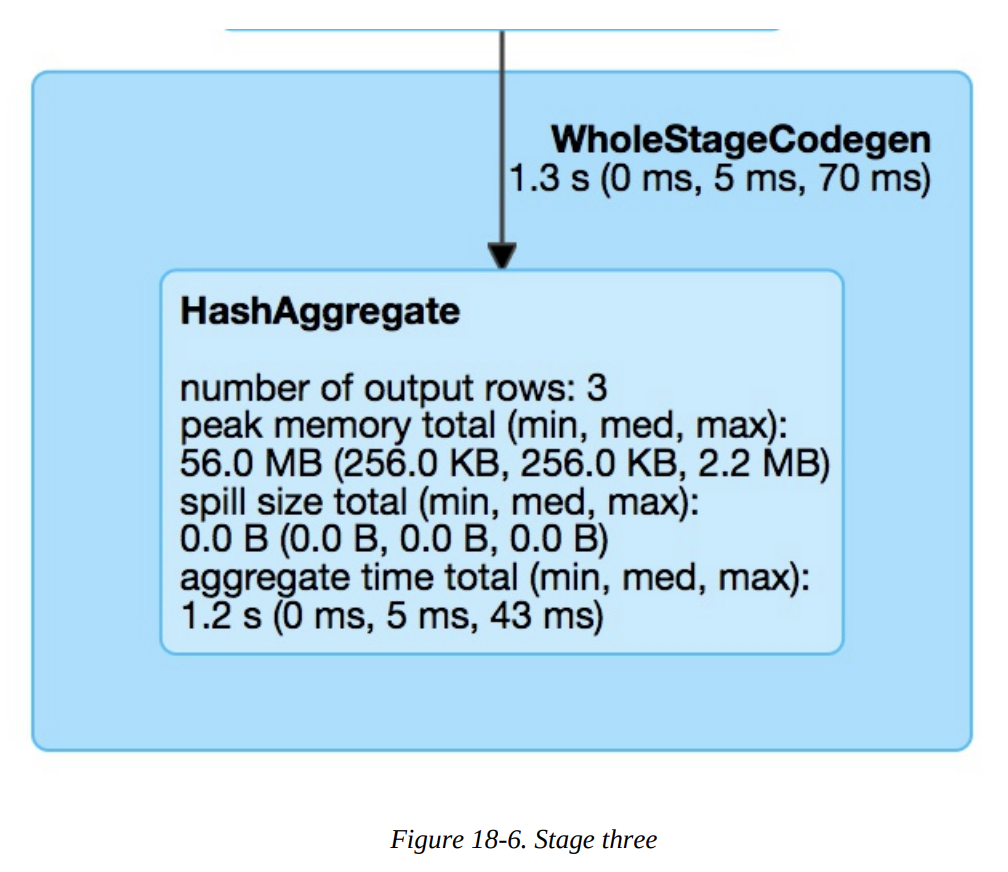 WholeStageCodegen
1.3 s (0 ms, 5 ms, 70 ms)
HashAggregate
number of output rows: 3
peak memory total (min, med, max):
56.0 MB (256.0 KB, 256.0 KB, 2.2 MB)
spill size total (min, med, max):
0.0 B (0.0 B, 0.0 B, 0.0 B)
aggregate time total (min, med, max):
1.2 s (0 ms, 5 ms, 43 ms)
Figure 18-6. Stage three